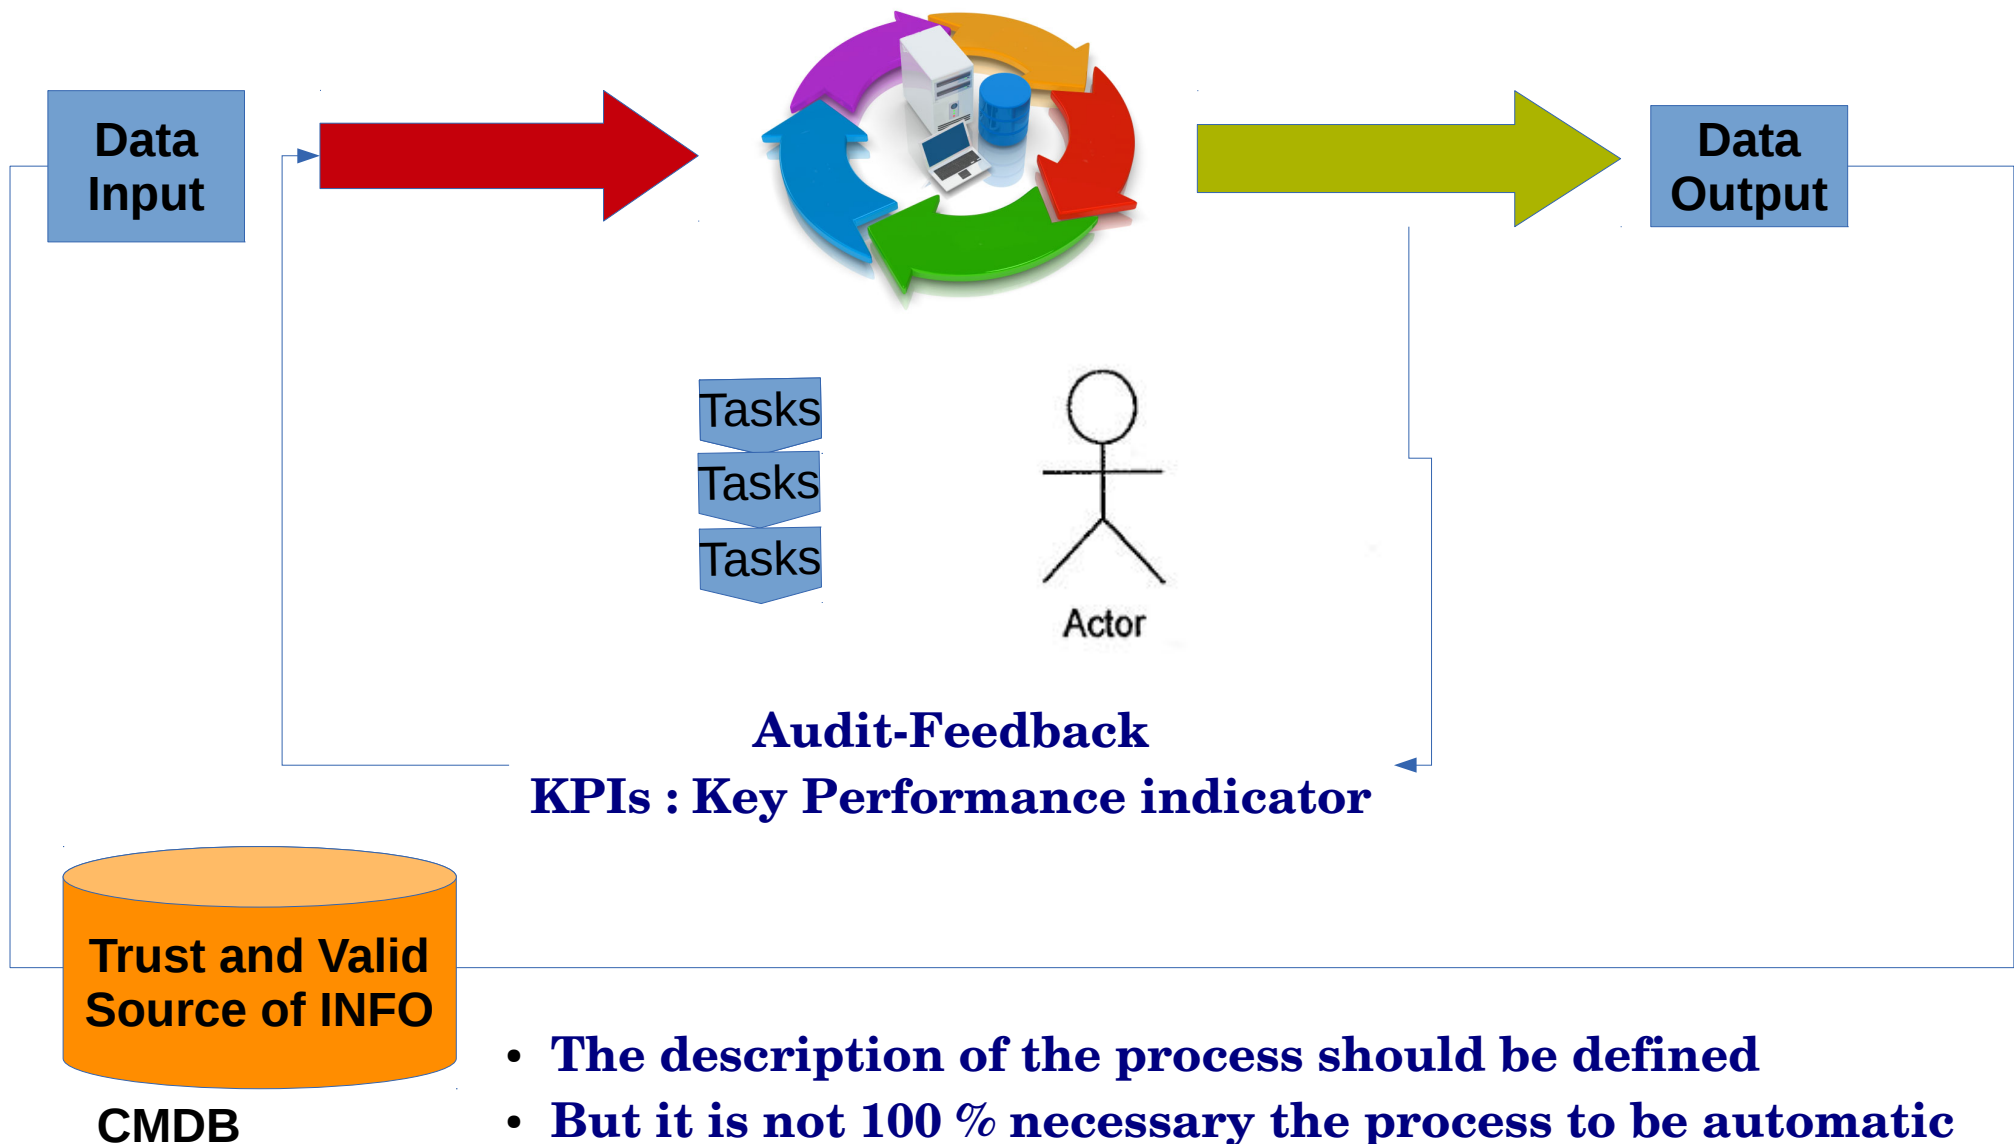 Data
Input
Data
Output
Tasks
Tasks
Tasks
Actor
Audit-Feedback
KPIs : Key Performance indicator
Trust and Valid
Source of INFO
CMDB
• The description of the process should be defined
• But it is not 100 % necessary the process to be automatic